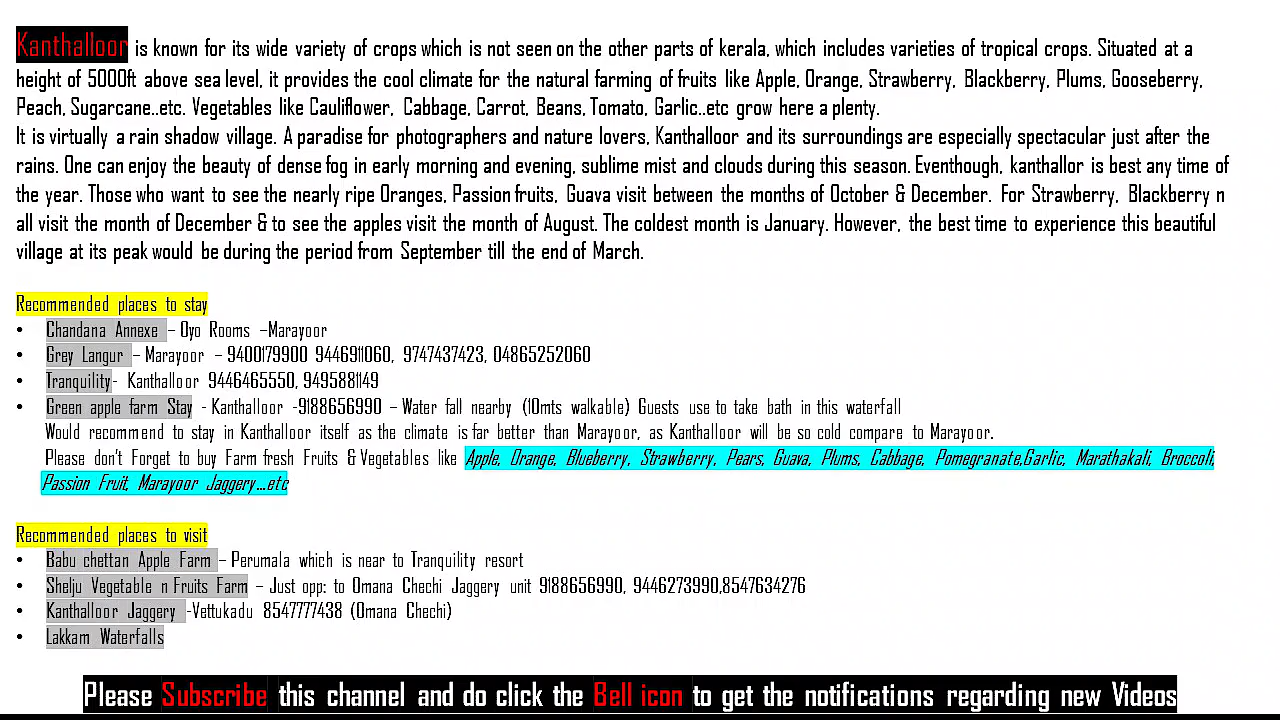 Kanthalloor is known for its wide variety of crops which is not seen on the other parts of kerala, which includes varieties of tropical crops. Situated at a
height of 5000ft above sea level, it provides the cool climate for the natural farming of fruits like Apple, Orange, Strawberry, Blackberry, Plums, Gooseberry,
Peach, Sugarcane..etc. Vegetables like Cauliflower, Cabbage, Carrot, Beans, Tomato, Garlic..etc grow here a plenty.
It is virtually a rain shadow village. A paradise for photographers and nature lovers, Kanthalloor and its surroundings are especially spectacular just after the
rains. One can enjoy the beauty of dense fog in early morning and evening, sublime mist and clouds during this season. Eventhough, kanthallor is best any time of
the year. Those who want to see the nearly ripe Oranges, Passion fruits, Guava visit between the months of October & December. For Strawberry, Blackberry n
all visit the month of December & to see the apples visit the month of August. The coldest month is January. However, the best time to experience this beautiful
village at its peak would be during the period from September till the end of March.
Recommended places to stay
• Chandana Annexe – Oyo Rooms –Marayoor
• Grey Langur – Marayoor – 9400179900 9446911060, 9747437423, 04865252060
• Tranquility- Kanthalloor 9446465550, 949588149
• Green apple farm Stay - Kanthalloor -9188656990 – Water fall nearby (10mts walkable) Guests use to take bath in this waterfall
Would recommend to stay in Kanthalloor itself as the climate is far better than Marayoor, as Kanthalloor will be so cold compare to Marayoor.
Please don't Forget to buy Farm fresh Fruits & Vegetables like Apple, Orange, Blueberry, Strawberry, Pears, Guava, Plums, Cabbage, Pomegranate,Garlic, Marathakali, Broccoli,
Passion Fruit, Marayoor Jaggery...etc
Recommended places to visit
• Babu chettan Apple Farm – Perumala which is near to Tranquility resort
• Shelju Vegetable n Fruits Farm – Just opp: to Omana Chechi Jaggery unit 9188656990, 9446273990,8547634276
• Kanthalloor Jaggery -Vettukadu 8547777438 (Omana Chechi)
• Lakkam Waterfalls
Please Subscribe this channel and do click the Bell icon to get the notifications regarding new Videos